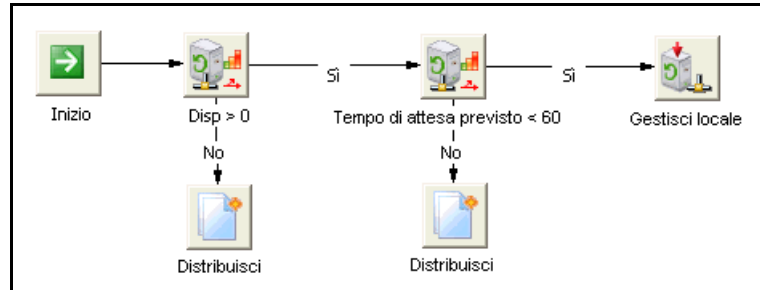 Sì
Sì
Inizio
Disp > 0
Tempo di attesa previsto < 60
Gestisci locale
No
No
Distribuisci
Distribuisci